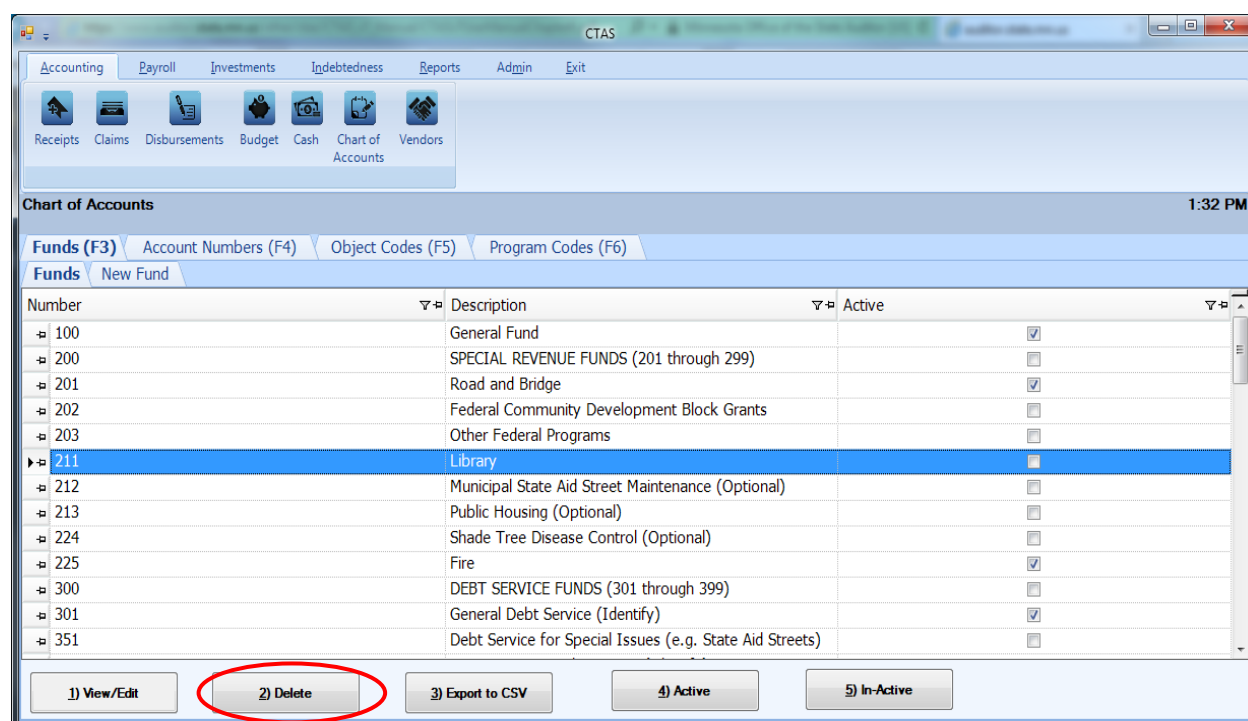 CTAS
Accounting Payroll Investments Indebtedness Reports Admin Exit
Receipts Claims Disbursements Budget Cash Chart of Accounts Vendors
Chart of Accounts 1:32 PM
Funds (F3) Account Numbers (F4) Object Codes (F5) Program Codes (F6)
Funds New Fund
Number Description Active
100 General Fund
200 SPECIAL REVENUE FUNDS (201 through 299)
201 Road and Bridge
202 Federal Community Development Block Grants
203 Other Federal Programs
211 Library
212 Municipal State Aid Street Maintenance (Optional)
213 Public Housing (Optional)
224 Shade Tree Disease Control (Optional)
225 Fire
300 DEBT SERVICE FUNDS (301 through 399)
301 General Debt Service (Identify)
351 Debt Service for Special Issues (e.g. State Aid Streets)
1) View/Edit 2) Delete 3) Export to CSV 4) Active 5) In-Active